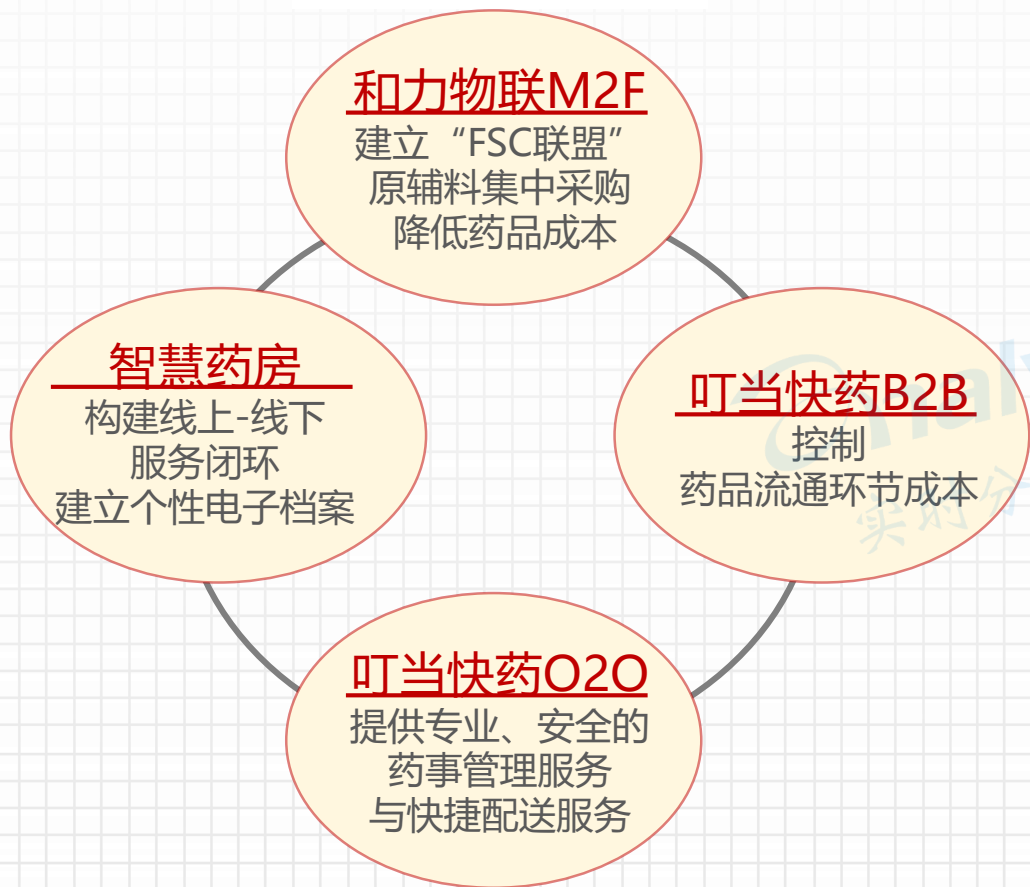 和力物联M2F
建立“FSC联盟”
原辅料集中采购
降低药品成本
智慧药房
构建线上-线下
服务闭环
建立个性电子档案
叮当快药B2B
控制
药品流通环节成本
叮当快药O2O
提供专业、安全的
药事管理服务
与快捷配送服务
实时分